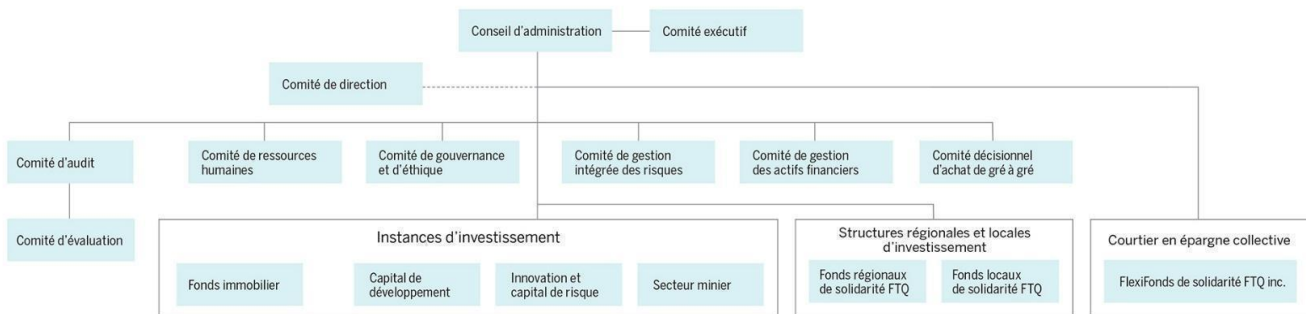 Conseil d'administration
Comité exécutif
Comité de direction
Comité d'audit
Comité de ressources
humaines
Comité de gouvernance
et d'éthique
Comité de gestion
intégrée des risques
Comité de gestion
des actifs financiers
Comité décisionnel
d'achat de gré à gré
Comité d'évaluation
Instances d'investissement
Fonds immobilier
Capital de
développement
Innovation et
capital de risque
Secteur minier
Structures régionales et locales
d'investissement
Fonds régionaux
de solidarité FTQ
Fonds locaux
de solidarité FTQ
Courtier en épargne collective
FlexiFonds de solidarité FTQ inc.